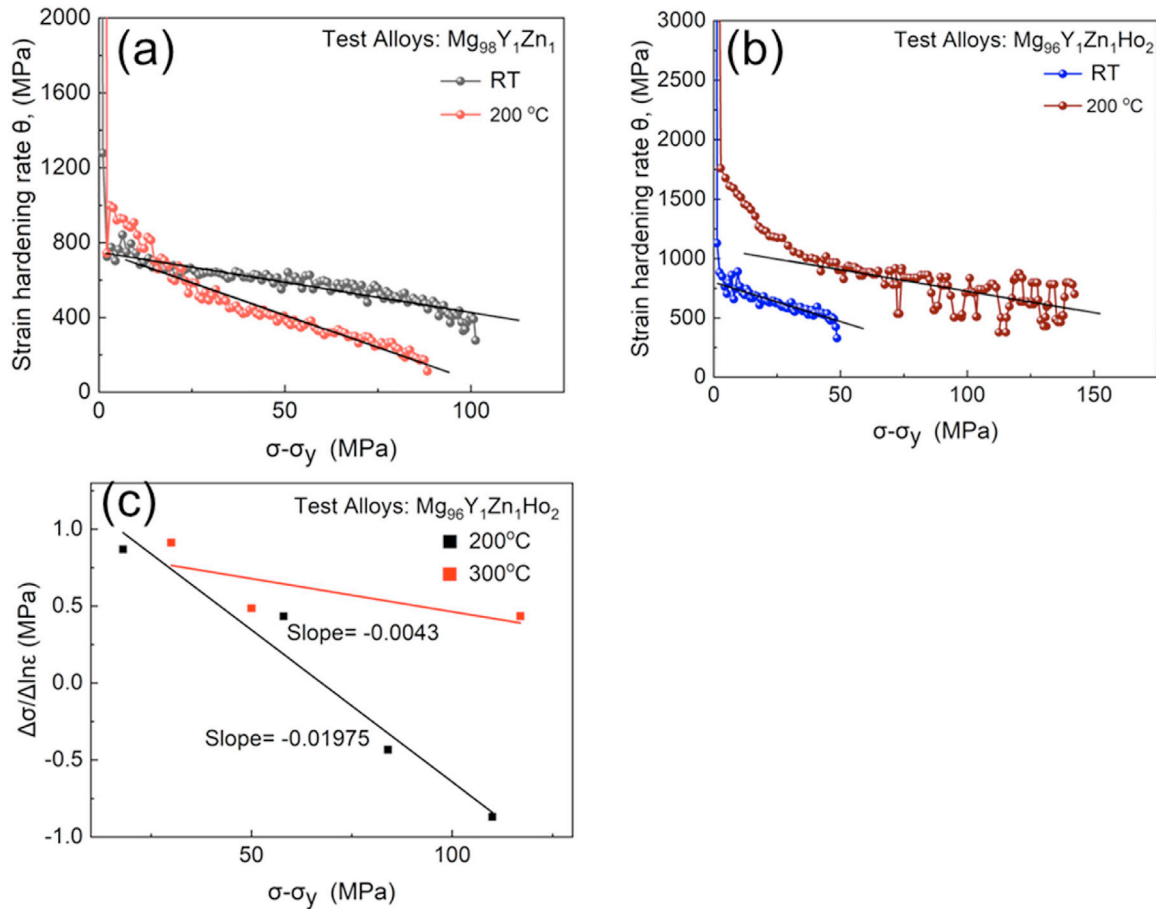 (a)
Test Alloys: Mg₉₈Y₁Zn₁
RT
200 °C
2000
1600
1200
800
400
0
Strain hardening rate θ, (MPa)
0 50 100
σ-σy (MPa)
(b)
Test Alloys: Mg₉₆Y₁Zn₁Ho₂
RT
200 °C
3000
2500
2000
1500
1000
500
0
Strain hardening rate θ, (MPa)
0 50 100 150
σ-σy (MPa)
(c)
Test Alloys: Mg₉₆Y₁Zn₁Ho₂
200°C
300°C
1.0
0.5
0.0
-0.5
-1.0
Δσ/Δlnε (MPa)
Slope= -0.0043
Slope= -0.01975
50 100
σ-σy (MPa)